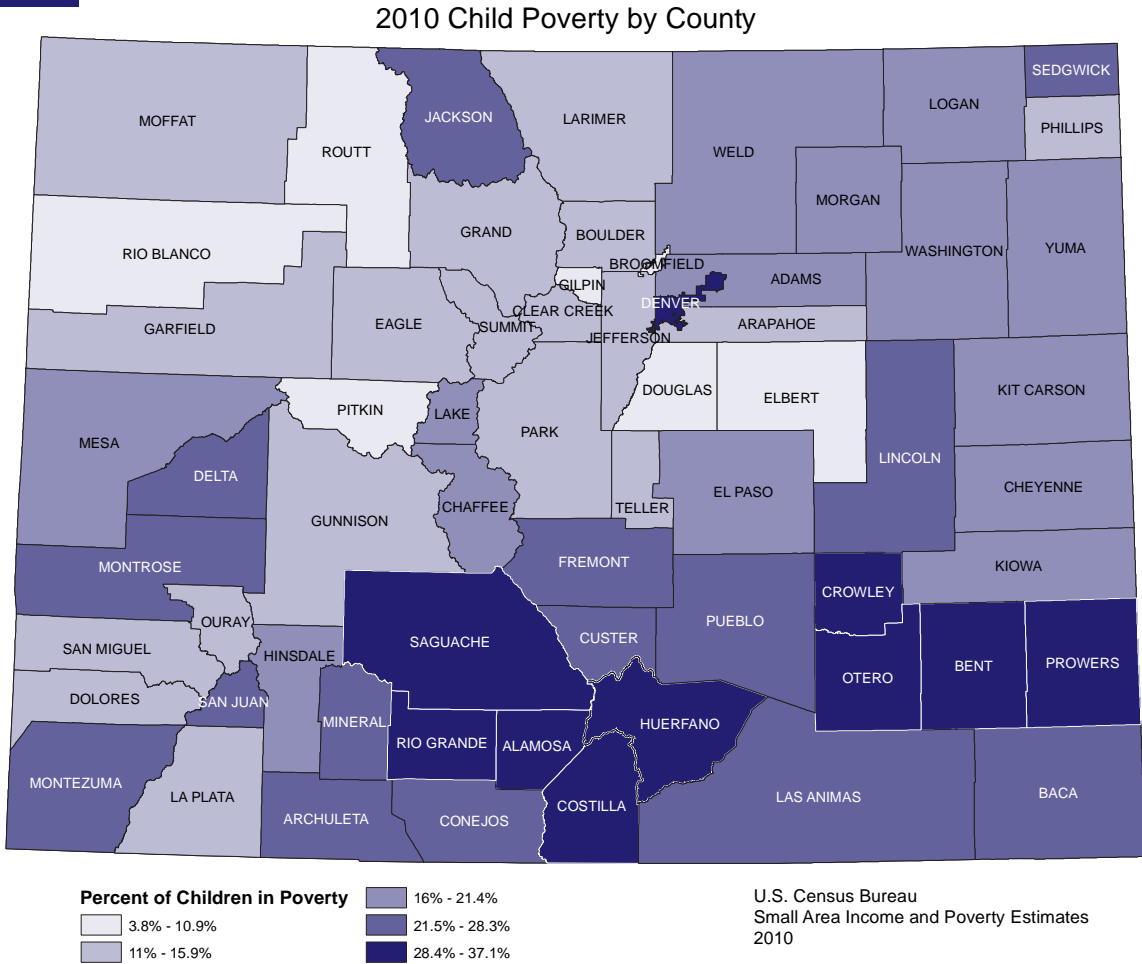 2010 Child Poverty by County
SEDGWICK
LOGAN
JACKSON
LARIMER
MOFFAT
PHILLIPS
ROUTT
WELD
MORGAN
GRAND
BOULDER
YUMA
WASHINGTON
RIO BLANCO
BROOMFIELD
ADAMS
GILPIN
DENVER
CLEAR CREEK
EAGLE
ARAPAHOE
SUMMIT
GARFIELD
JEFFERSON
DOUGLAS
KIT CARSON
ELBERT
PITKIN
LAKE
PARK
MESA
LINCOLN
DELTA
CHEYENNE
EL PASO
CHAFFEE
TELLER
GUNNISON
FREMONT
MONTROSE
KIOWA
CROWLEY
OURAY
PUEBLO
CUSTER
SAGUACHE
SAN MIGUEL
HINSDALE
PROWERS
BENT
OTERO
DOLORES
SAN JUAN
MINERAL
HUERFANO
RIO GRANDE
ALAMOSA
MONTEZUMA
BACA
LA PLATA
LAS ANIMAS
COSTILLA
ARCHULETA
CONEJOS
Percent of Children in Poverty
3.8% - 10.9%
11% - 15.9%
16% - 21.4%
21.5% - 28.3%
28.4% - 37.1%
U.S. Census Bureau
Small Area Income and Poverty Estimates
2010